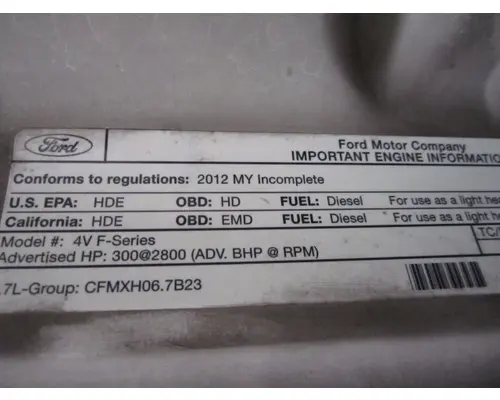 Ford
Ford Motor Company
IMPORTANT ENGINE INFORMATIO
Conforms to regulations: 2012 MY Incomplete
U.S. EPA: HDE OBD: HD FUEL: Diesel For use as a light hea
California: HDE OBD: EMD FUEL: Diesel For use as a light he
Model #: 4V F-Series TC/
Advertised HP: 300@2800 (ADV. BHP @ RPM)
.7L-Group: CFMXH06.7B23